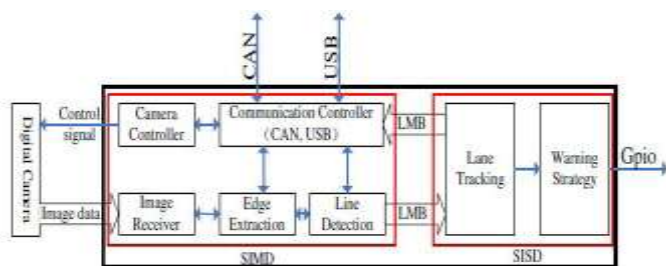 CAN
USB
Digital Camera
Control
signal
Camera
Controller
Communication Controller
(CAN, USB)
LMB
Lane
Tracking
Warning
Strategy
Gpio
Image data
Image
Receiver
Edge
Extraction
Line
Detection
LMB
SIMD
SISD